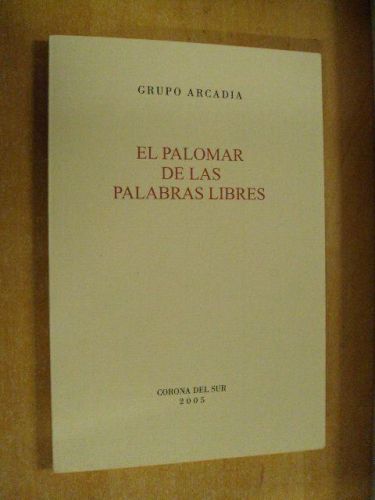 GRUPO ARCADIA
EL PALOMAR
DE LAS
PALABRAS LIBRES
CORONA DEL SUR
2005